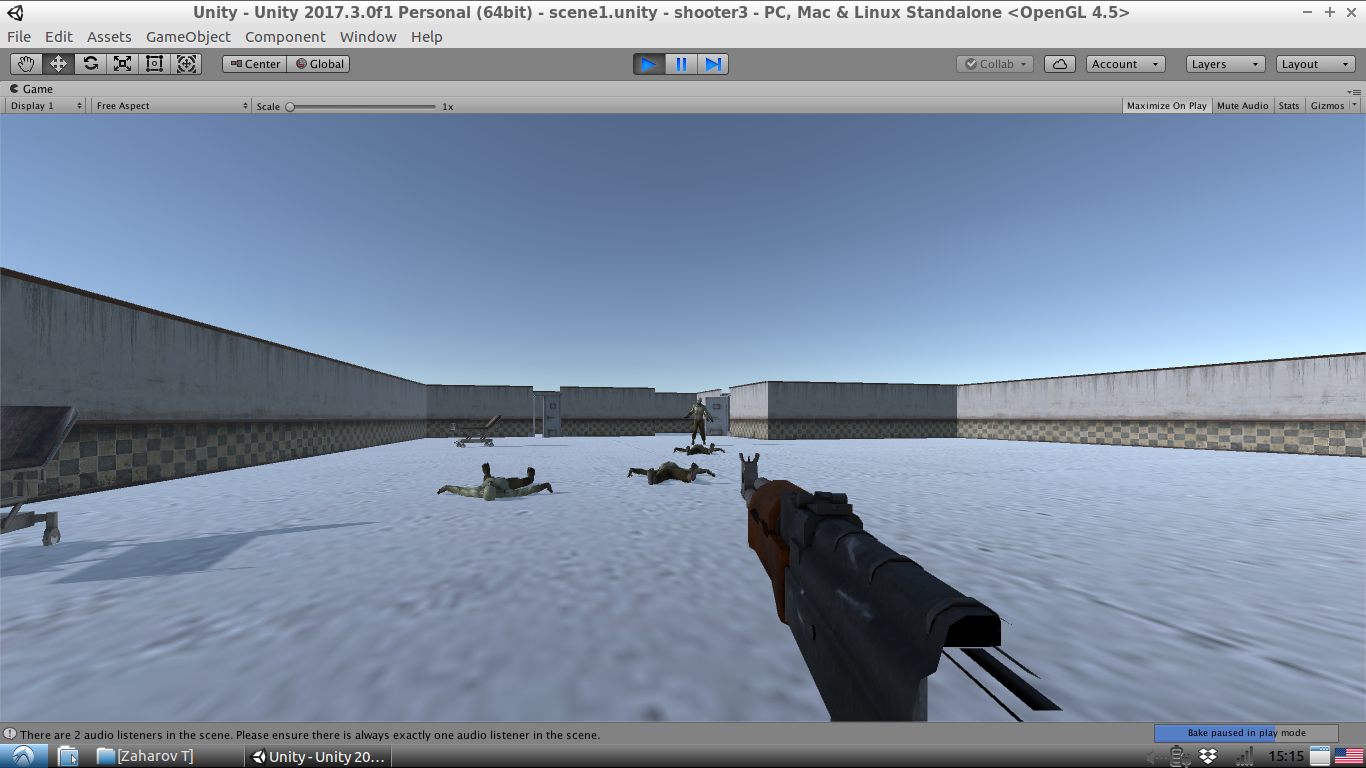 Unity - Unity 2017.3.0f1 Personal (64bit) - scene1.unity - shooter3 - PC, Mac & Linux Standalone <OpenGL 4.5>
File Edit Assets GameObject Component Window Help
Center Global Collab Account Layers Layout
Game
Display 1 Free Aspect Scale 1x Maximize On Play Mute Audio Stats Gizmos
There are 2 audio listeners in the scene. Please ensure there is always exactly one audio listener in the scene. Bake paused in play mode
[Zaharov T] Unity - Unity 20... 15:15